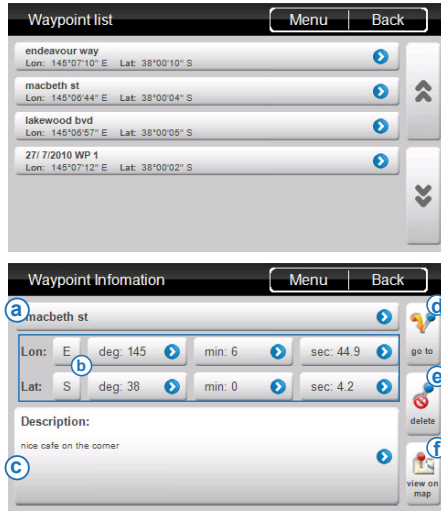 Waypoint list Menu Back
endeavour way
Lon: 145°07'10" E Lat: 38°00'10" S
macbeth st
Lon: 145°06'44" E Lat: 38°00'04" S
lakewood bvd
Lon: 145°06'57" E Lat: 38°00'05" S
27/ 7/2010 WP 1
Lon: 145°07'12" E Lat: 38°00'02" S
Waypoint Infomation Menu Back
a macbeth st d
Lon: E deg: 145 min: 6 sec: 44.9 go to
b
Lat: S deg: 38 min: 0 sec: 4.2 e
Description: delete
nice cafe on the corner f
c
view on
map